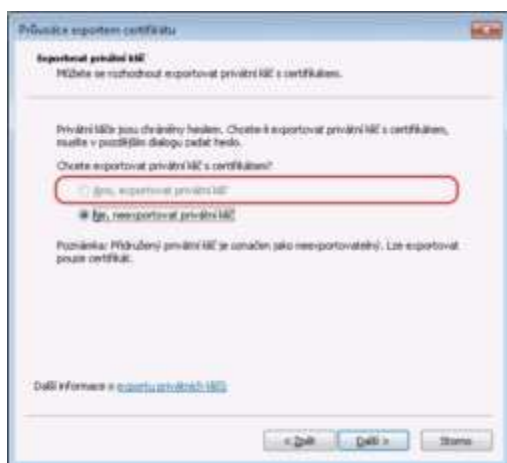 Průvodce exportem certifikátu
Exportovat privátní klíč
Můžete se rozhodnout exportovat privátní klíč s certifikátem.
Privátní klíče jsou chráněny heslem. Chcete-li exportovat privátní klíč s certifikátem,
musíte v pozdějším dialogu zadat heslo.
Chcete exportovat privátní klíč s certifikátem?
Ano, exportovat privátní klíč
Ne, neexportovat privátní klíč
Poznámka: Přidružený privátní klíč je označen jako neexportovatelný. Lze exportovat
pouze certifikát.
Další informace o exportu privátních klíčů
< Zpět
Další >
Storno